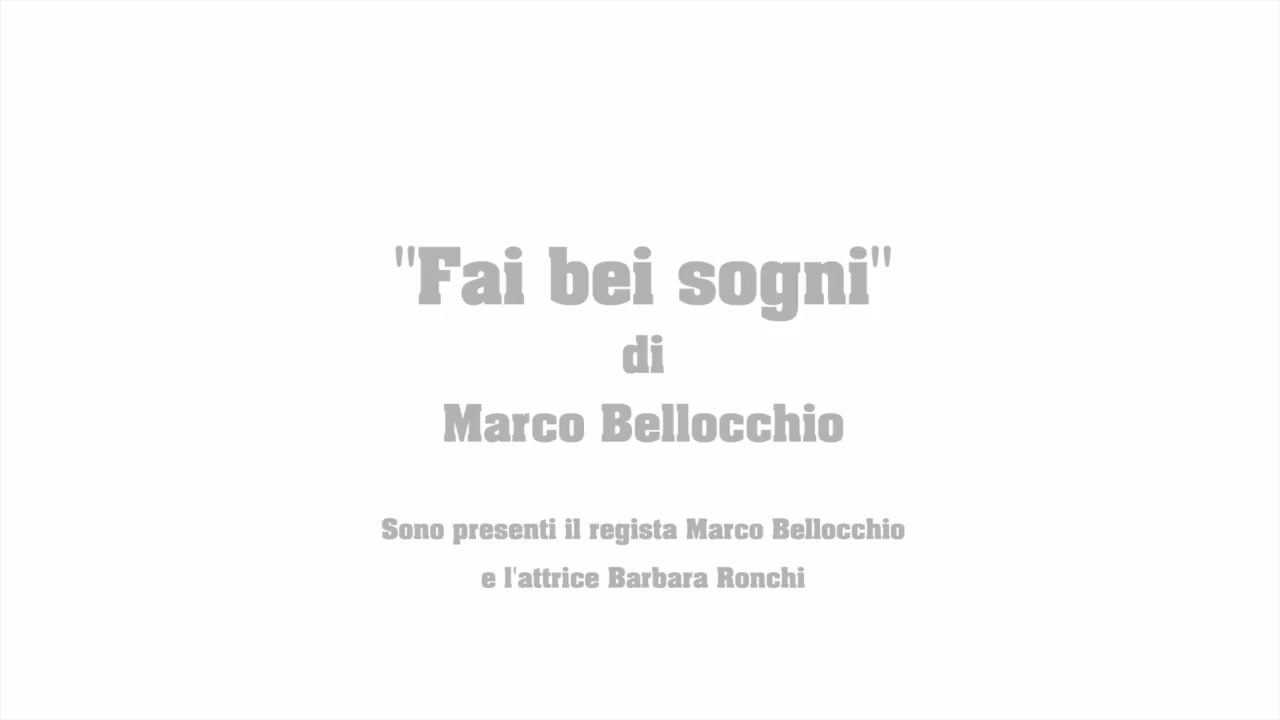 "Fai bei sogni"
di
Marco Bellocchio
Sono presenti il regista Marco Bellocchio
e l'attrice Barbara Ronchi